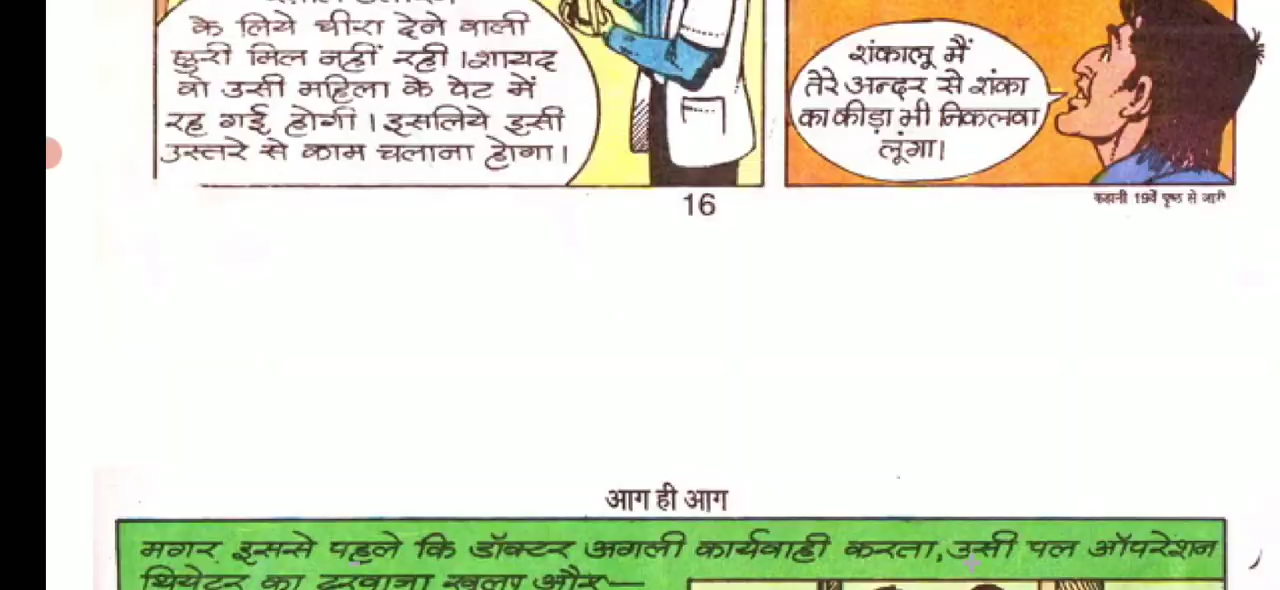 के लिये चीरा देने वाली
छुरी मिल नहीं रही।शायद
वो उसी महिला के पेट में
रह गई होगी। इसलिये इसी
उस्तरे से काम चलाना होगा।
शंकालू मैं
तेरे अन्दर से शंका
का कीड़ा भी निकलवा
लूंगा।
16
कहानी 19वें पृष्ठ से जारी
आग ही आग
मगर इससे पहले कि डॉक्टर अगली कार्यवाही करता, उसी पल ऑपरेशन
थियेटर का दरवाजा खुला और—